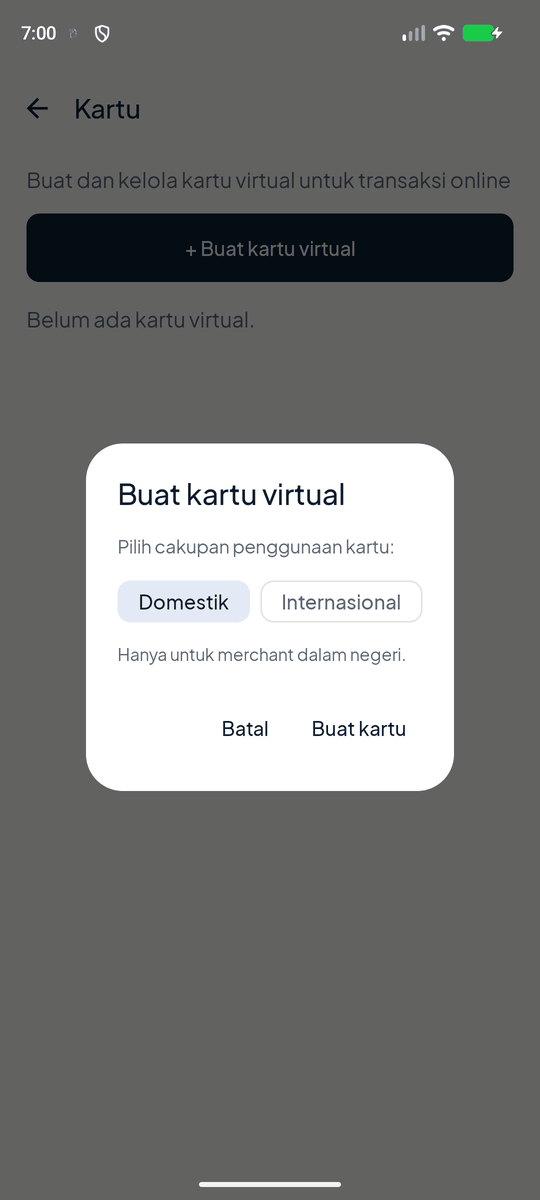 7:00
Kartu
Buat dan kelola kartu virtual untuk transaksi online
+ Buat kartu virtual
Belum ada kartu virtual.
Buat kartu virtual
Pilih cakupan penggunaan kartu:
Domestik
Internasional
Hanya untuk merchant dalam negeri.
Batal
Buat kartu